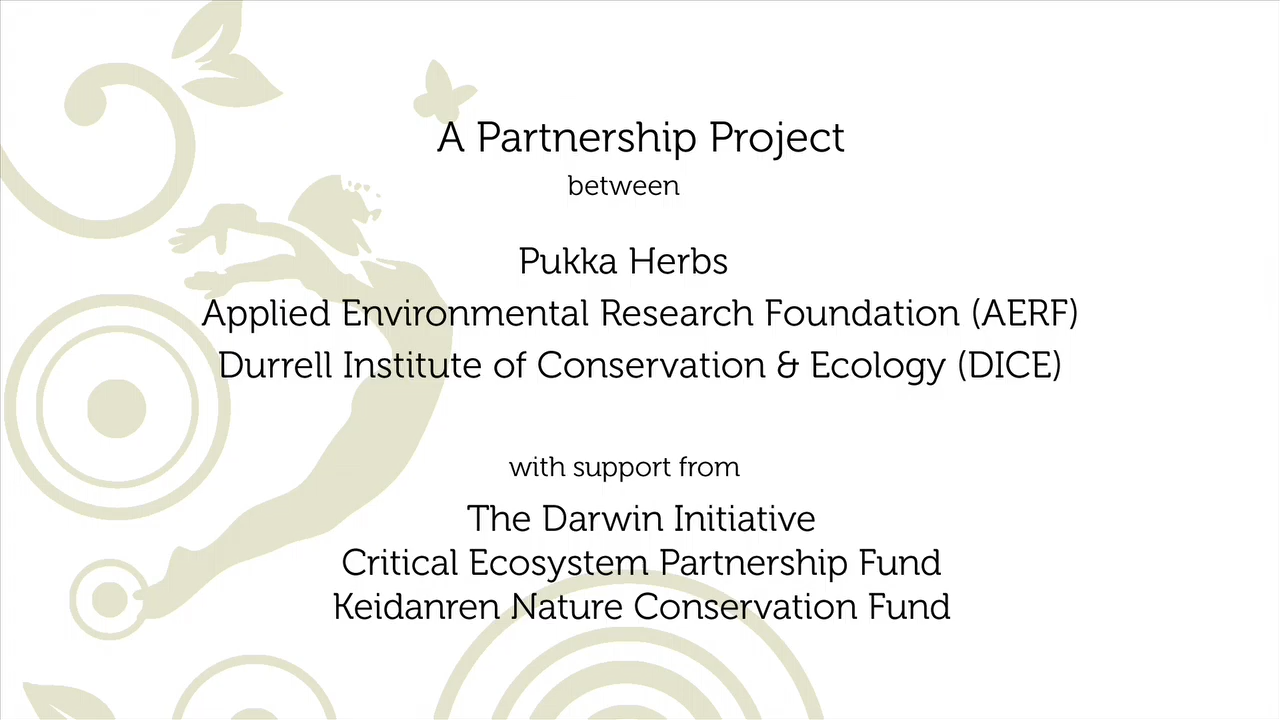 A Partnership Project
between
Pukka Herbs
Applied Environmental Research Foundation (AERF)
Durrell Institute of Conservation & Ecology (DICE)
with support from
The Darwin Initiative
Critical Ecosystem Partnership Fund
Keidanren Nature Conservation Fund